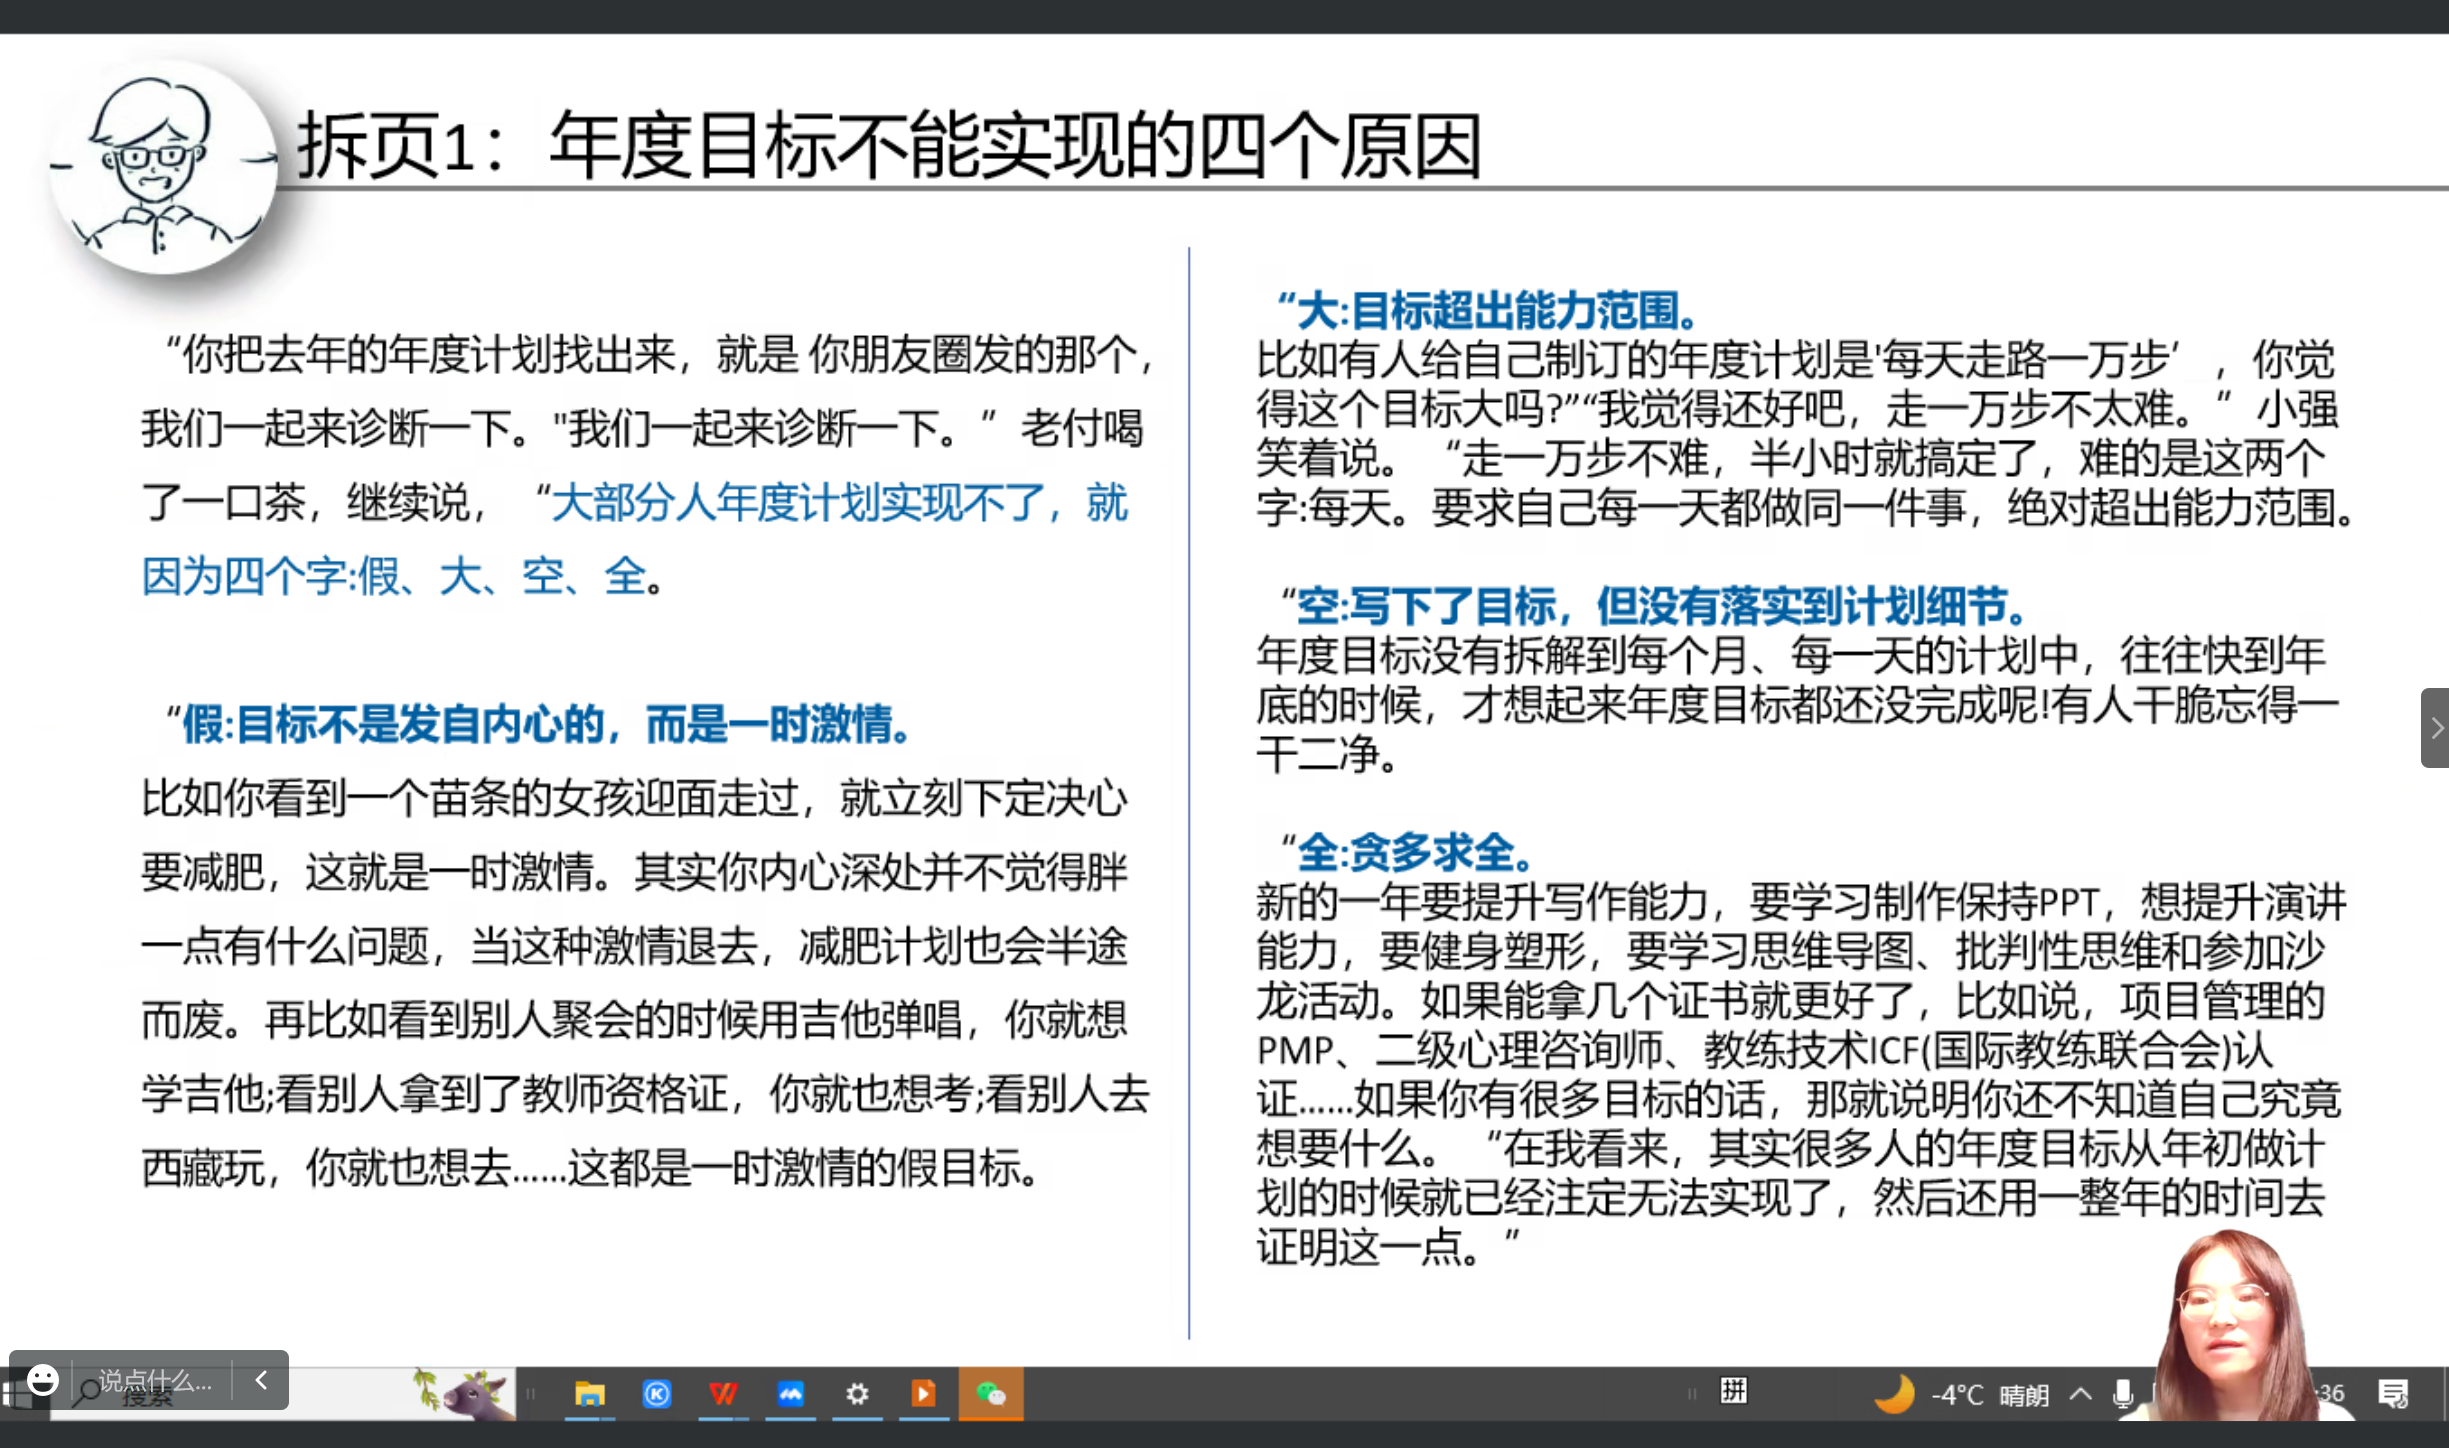 拆页1：年度目标不能实现的四个原因
“你把去年的年度计划找出来，就是 你朋友圈发的那个，
我们一起来诊断一下。"我们一起来诊断一下。”老付喝
了一口茶，继续说，“大部分人年度计划实现不了，就
因为四个字:假、大、空、全。
“假:目标不是发自内心的，而是一时激情。
比如你看到一个苗条的女孩迎面走过，就立刻下定决心
要减肥，这就是一时激情。其实你内心深处并不觉得胖
一点有什么问题，当这种激情退去，减肥计划也会半途
而废。再比如看到别人聚会的时候用吉他弹唱，你就想
学吉他;看别人拿到了教师资格证，你就也想考;看别人去
西藏玩，你就也想去……这都是一时激情的假目标。
“大:目标超出能力范围。
比如有人给自己制订的年度计划是'每天走路一万步’，你觉
得这个目标大吗?”“我觉得还好吧，走一万步不太难。”小强
笑着说。“走一万步不难，半小时就搞定了，难的是这两个
字:每天。要求自己每一天都做同一件事，绝对超出能力范围。
“空:写下了目标，但没有落实到计划细节。
年度目标没有拆解到每个月、每一天的计划中，往往快到年
底的时候，才想起来年度目标都还没完成呢!有人干脆忘得一
干二净。
“全:贪多求全。
新的一年要提升写作能力，要学习制作保持PPT，想提升演讲
能力，要健身塑形，要学习思维导图、批判性思维和参加沙
龙活动。如果能拿几个证书就更好了，比如说，项目管理的
PMP、二级心理咨询师、教练技术ICF(国际教练联合会)认
证……如果你有很多目标的话，那就说明你还不知道自己究竟
想要什么。“在我看来，其实很多人的年度目标从年初做计
划的时候就已经注定无法实现了，然后还用一整年的时间去
证明这一点。”
说点什么...
搜索
拼
-4°C 晴朗
:36